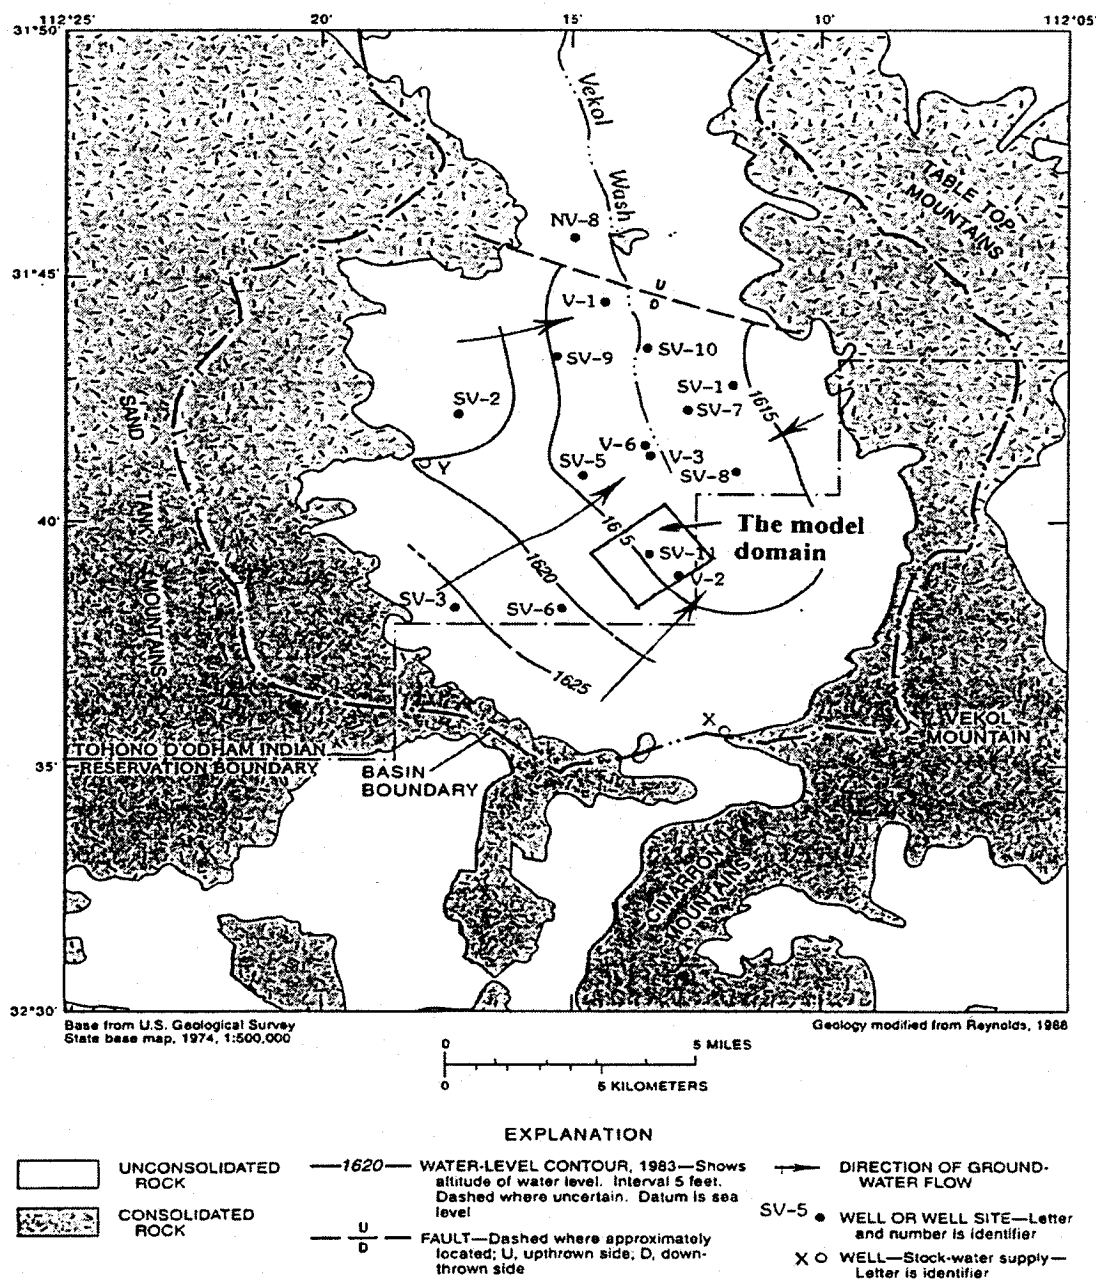 112°25' 20' 15' 10' 112°05'
31°50'
Vekol
Wash
TABLE TOP
MOUNTAINS
NV-8
31°45'
U
D
V-1
SV-9
SV-10
SV-1
SV-7
1615
SV-2
SAND
TANK
MOUNTAINS
V-6
V-3
SV-5
SV-8
Y
40'
1615
The model
domain
SV-11
V-2
1620
SV-3
SV-6
1625
X
VEKOL
MOUNTAIN
TOHONO D'ODHAM INDIAN
RESERVATION BOUNDARY
35'
BASIN
BOUNDARY
CIMARRON
MOUNTAINS
32°30'
Base from U.S. Geological Survey
State base map, 1974, 1:500,000
Geology modified from Reynolds, 1988
0 5 MILES
0 5 KILOMETERS
EXPLANATION
UNCONSOLIDATED
ROCK
CONSOLIDATED
ROCK
1620 WATER-LEVEL CONTOUR, 1983—Shows
altitude of water level. Interval 5 feet.
Dashed where uncertain. Datum is sea
level
U
D
FAULT—Dashed where approximately
located; U, upthrown side; D, down-
thrown side
DIRECTION OF GROUND-
WATER FLOW
SV-5 WELL OR WELL SITE—Letter
and number is identifier
X WELL—Stock-water supply—
Letter is identifier